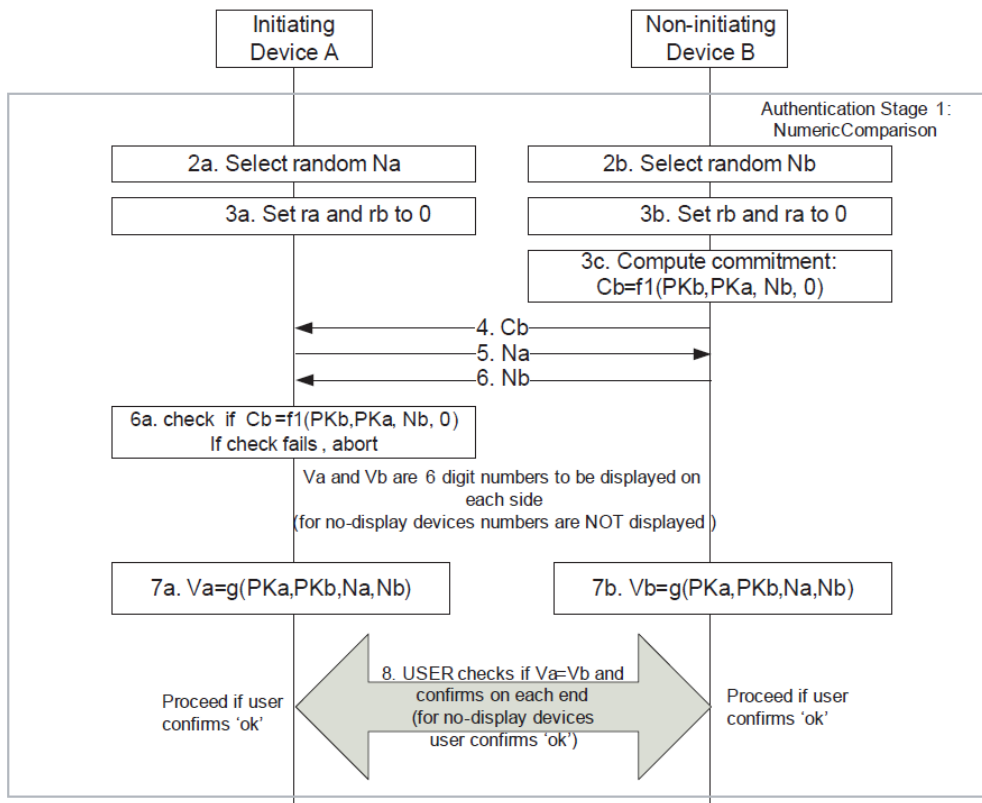 Initiating
Device A
Non-initiating
Device B
Authentication Stage 1:
NumericComparison
2a. Select random Na
2b. Select random Nb
3a. Set ra and rb to 0
3b. Set rb and ra to 0
3c. Compute commitment:
Cb=f1(PKb,PKa, Nb, 0)
4. Cb
5. Na
6. Nb
6a. check if Cb=f1(PKb,PKa, Nb, 0)
If check fails, abort
Va and Vb are 6 digit numbers to be displayed on
each side
(for no-display devices numbers are NOT displayed)
7a. Va=g(PKa,PKb,Na,Nb)
7b. Vb=g(PKa,PKb,Na,Nb)
8. USER checks if Va=Vb and
confirms on each end
(for no-display devices
user confirms 'ok')
Proceed if user
confirms 'ok'
Proceed if user
confirms 'ok'